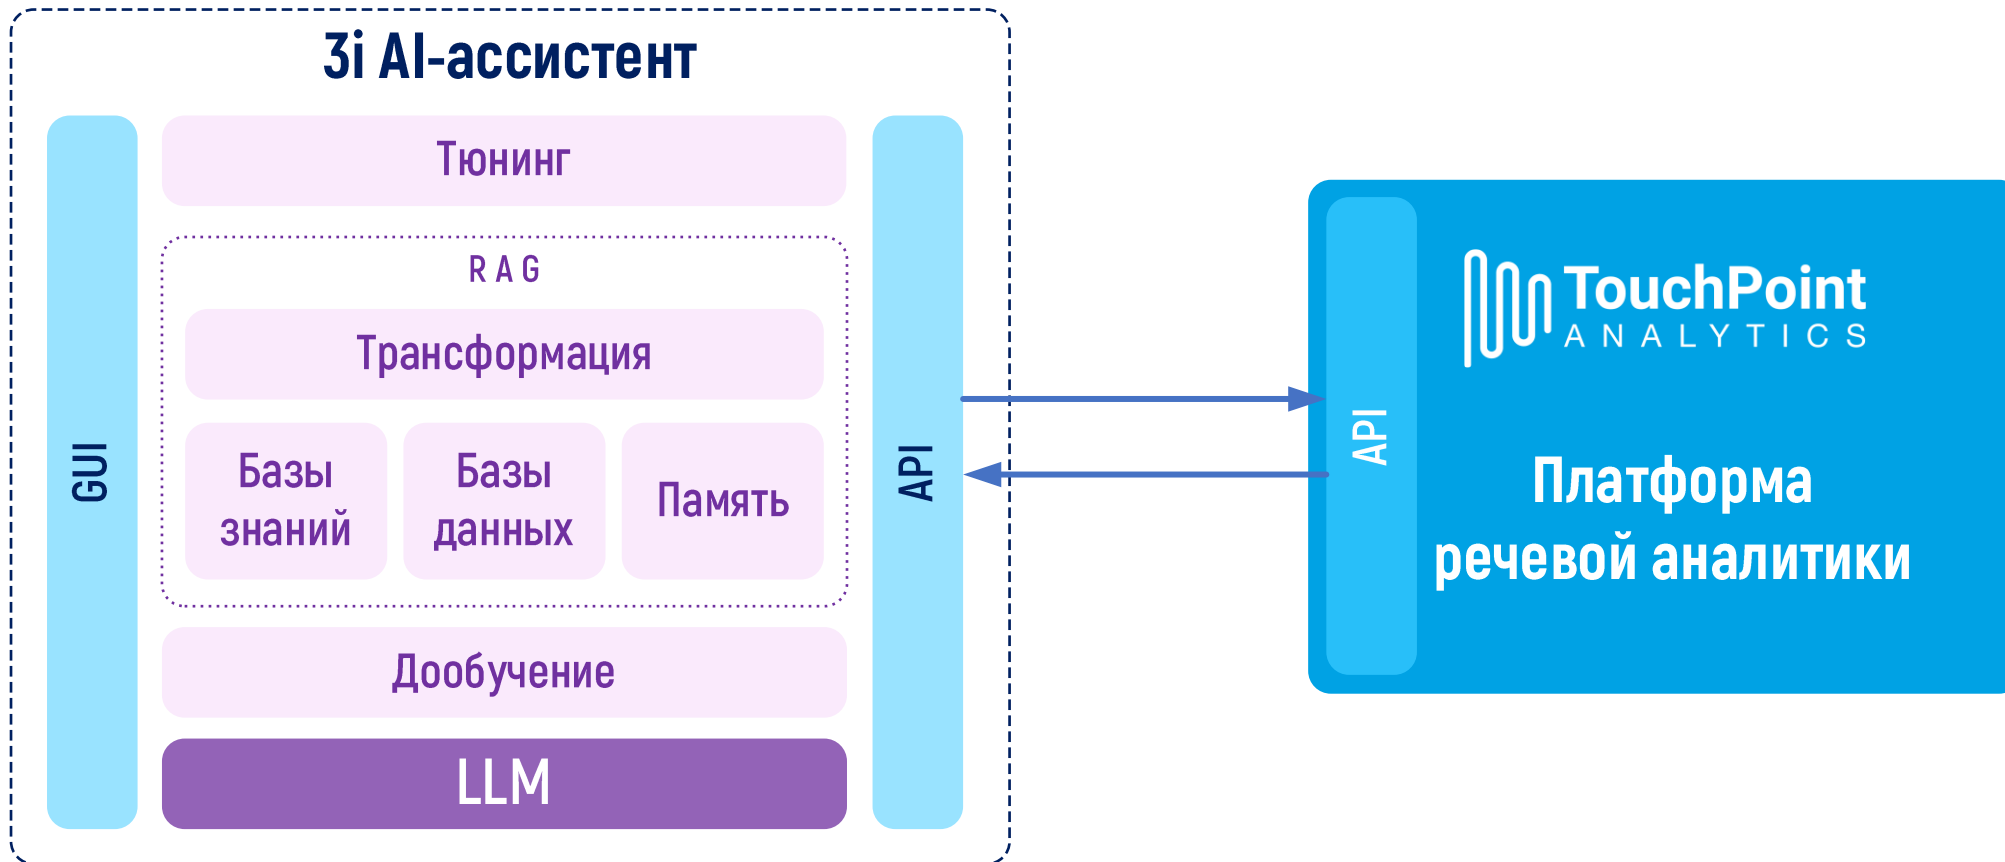 3i AI-ассистент
GUI
Тюнинг
RAG
Трансформация
Базы
знаний
Базы
данных
Память
Дообучение
LLM
API
API
TouchPoint
ANALYTICS
Платформа
речевой аналитики